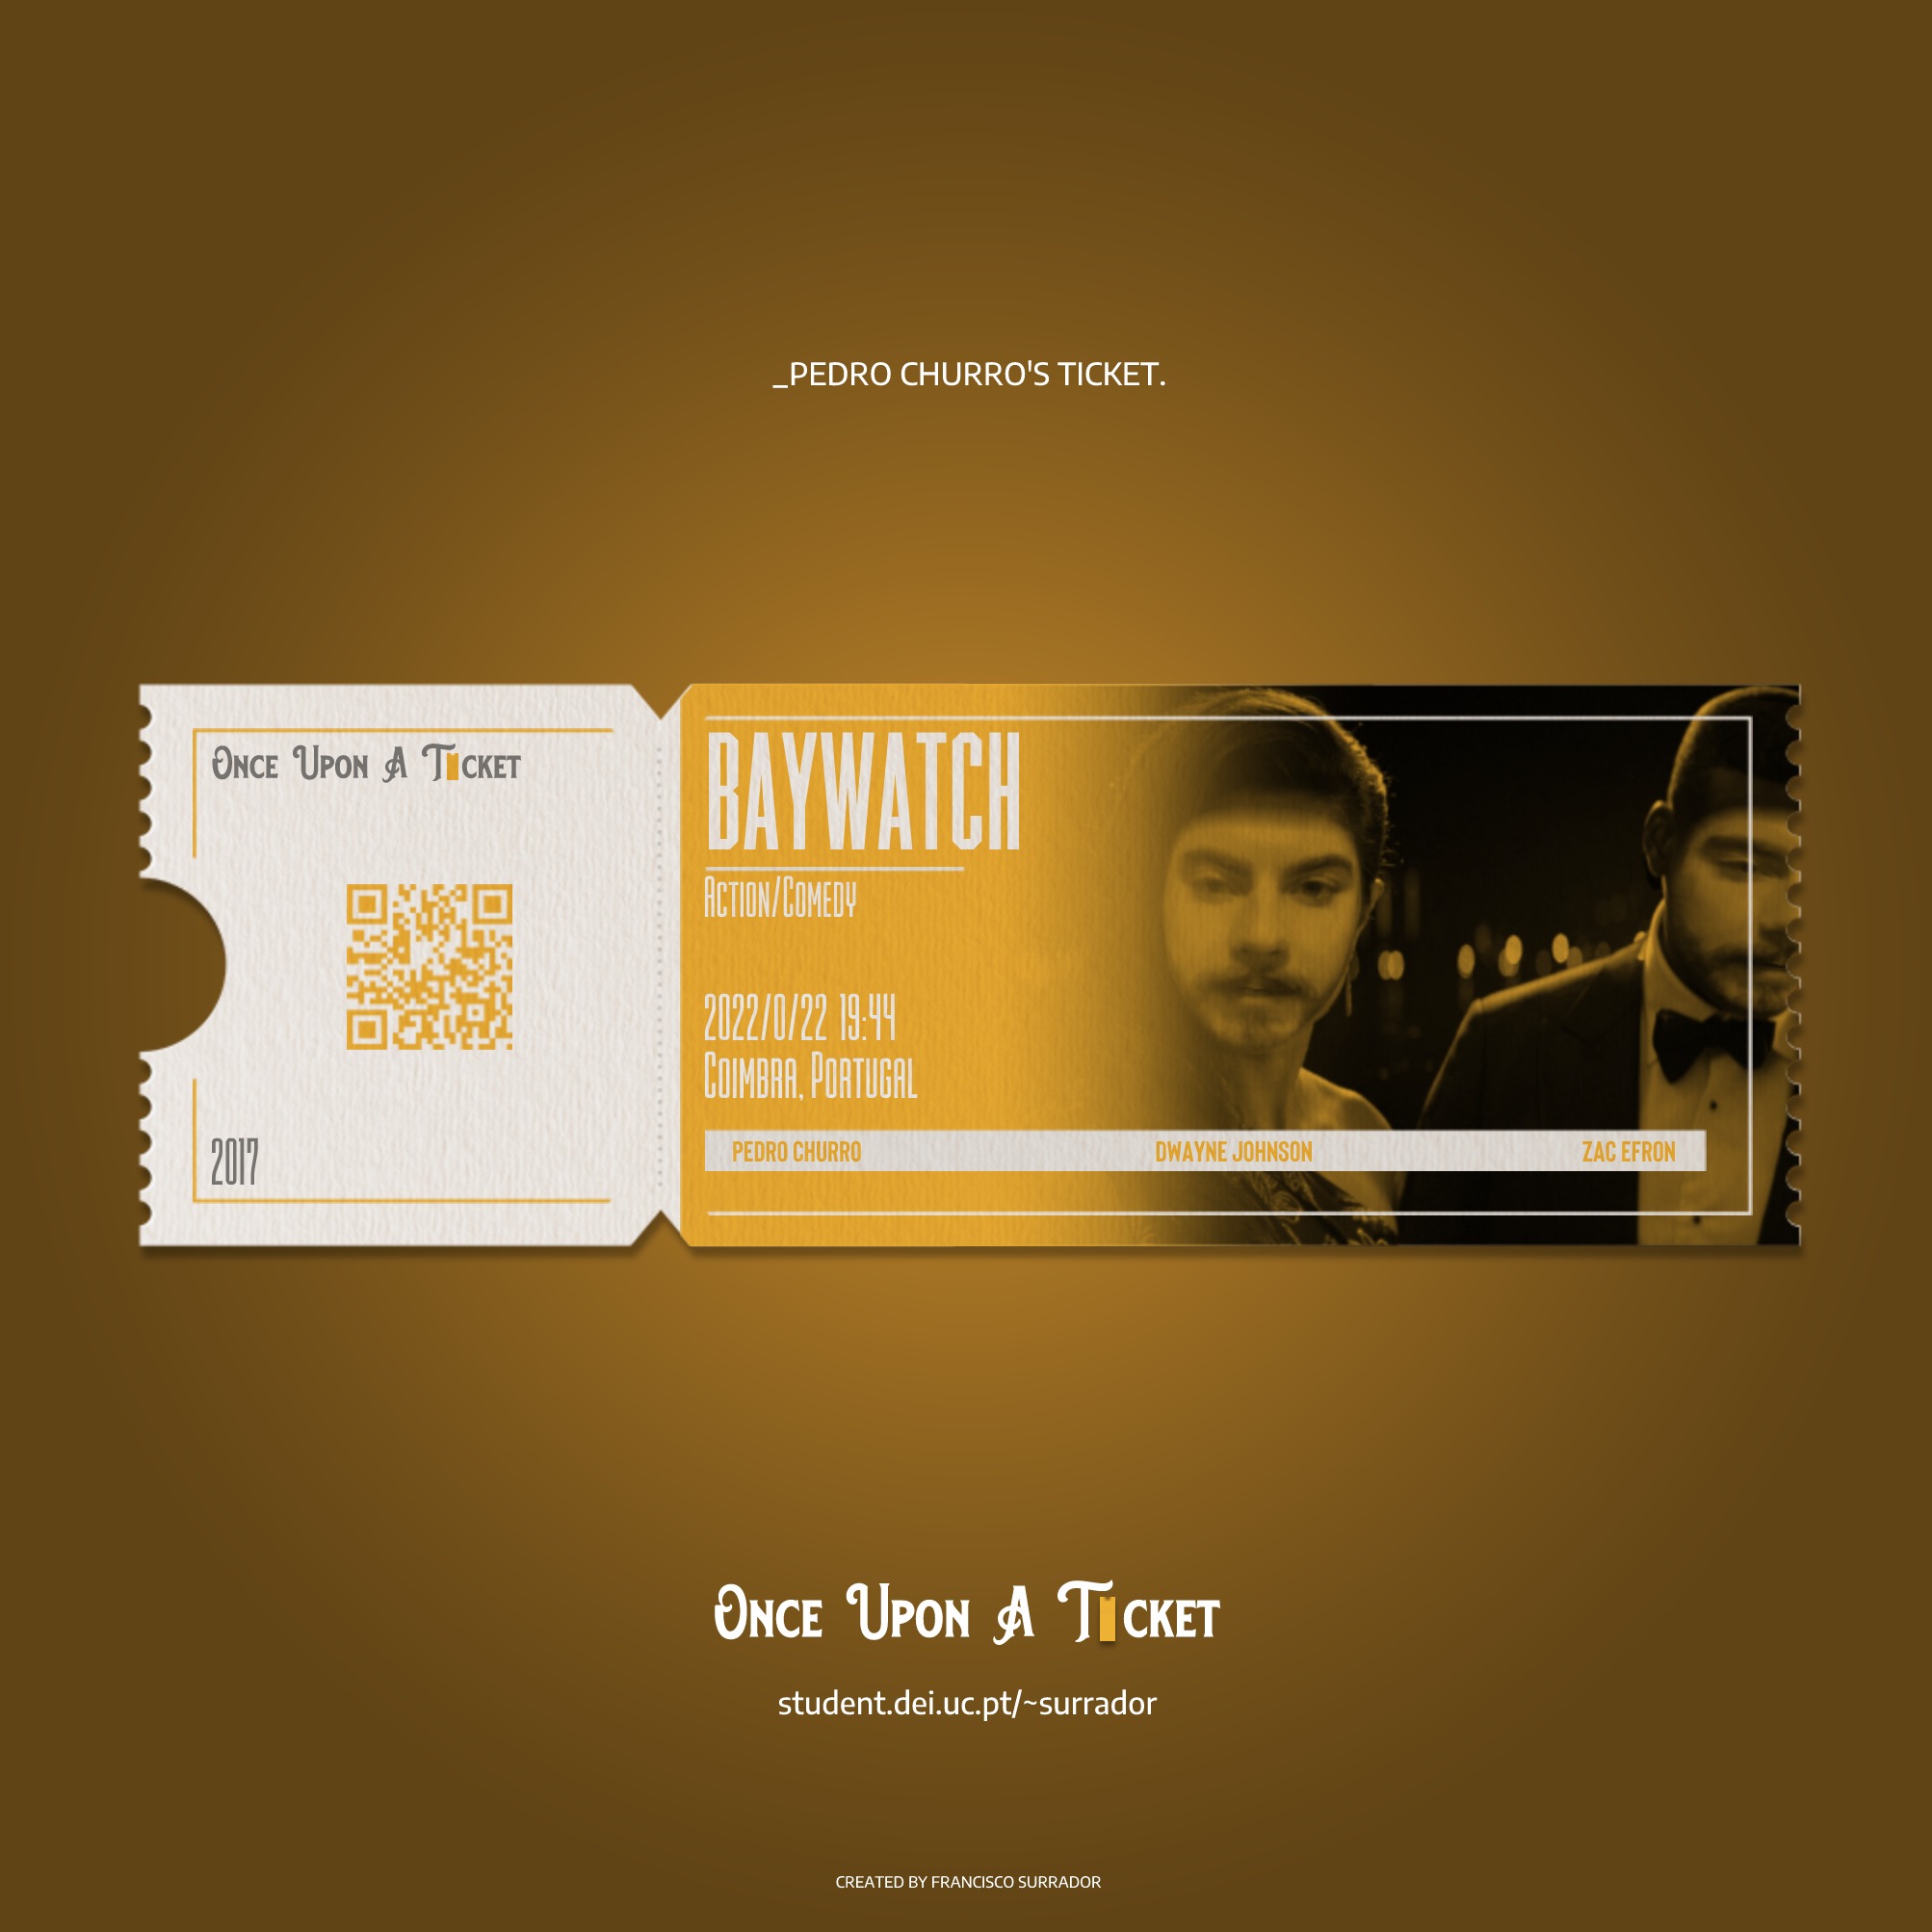 _PEDRO CHURRO'S TICKET.
Once Upon A Ticket
2017
BAYWATCH
Action/Comedy
2022/0/22 19:44
Coimbra, Portugal
PEDRO CHURRO DWAYNE JOHNSON ZAC EFRON
Once Upon A Ticket
student.dei.uc.pt/~surrador
CREATED BY FRANCISCO SURRADOR